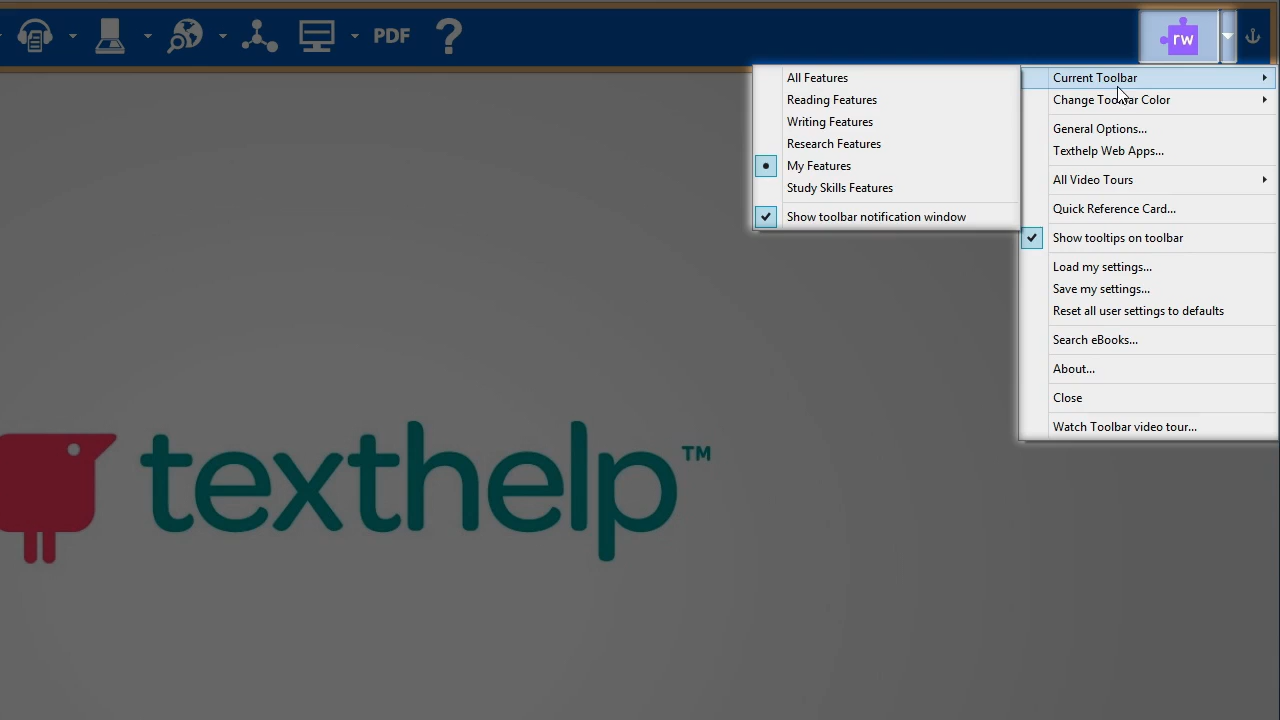 PDF
?
rw
All Features
Reading Features
Writing Features
Research Features
My Features
Study Skills Features
Show toolbar notification window
Current Toolbar
Change Toolbar Color
General Options...
Texthelp Web Apps...
All Video Tours
Quick Reference Card...
Show tooltips on toolbar
Load my settings...
Save my settings...
Reset all user settings to defaults
Search eBooks...
About...
Close
Watch Toolbar video tour...
texthelp™